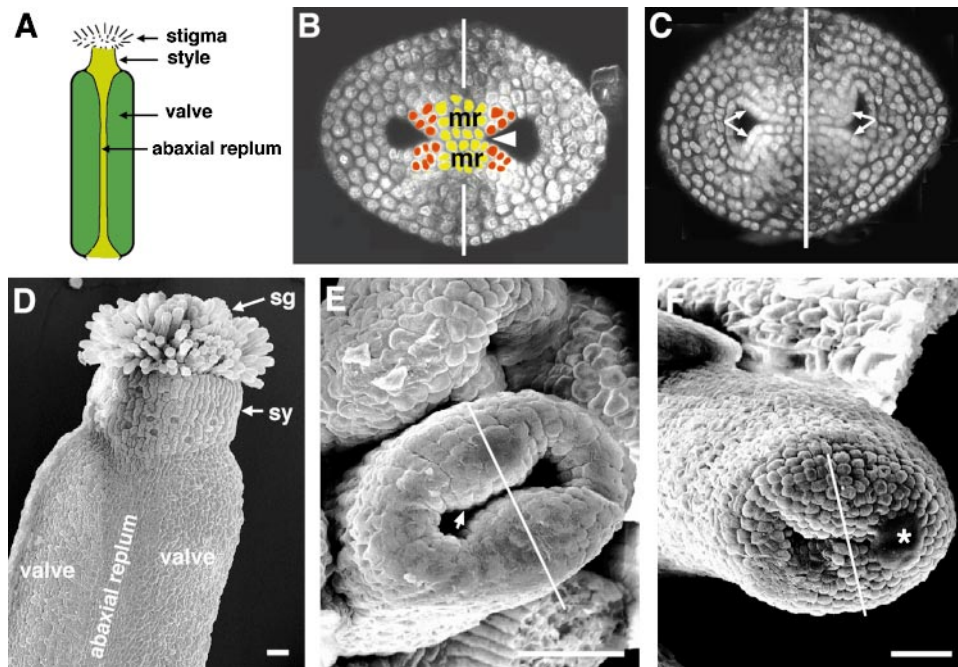 A
stigma
style
valve
abaxial replum
B
mr
mr
C
D
sg
sy
valve
abaxial replum
valve
E
F
*